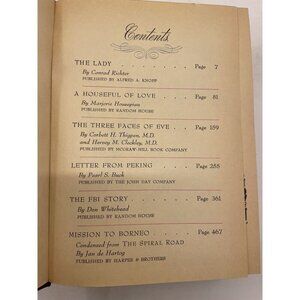 Contents
THE LADY . . . . . . . . . Page 7
By Conrad Richter
PUBLISHED BY ALFRED A. KNOPF
A HOUSEFUL OF LOVE . . . . . Page 81
By Marjorie Housepian
PUBLISHED BY RANDOM HOUSE
THE THREE FACES OF EVE . . . . Page 159
By Corbett H. Thigpen, M.D.
and Hervey M. Cleckley, M.D.
PUBLISHED BY MCGRAW-HILL BOOK COMPANY
LETTER FROM PEKING . . . . . Page 255
By Pearl S. Buck
PUBLISHED BY THE JOHN DAY COMPANY
THE FBI STORY . . . . . . . Page 361
By Don Whitehead
PUBLISHED BY RANDOM HOUSE
MISSION TO BORNEO . . . . . Page 467
Condensed from THE SPIRAL ROAD
By Jan de Hartog
PUBLISHED BY HARPER & BROTHERS